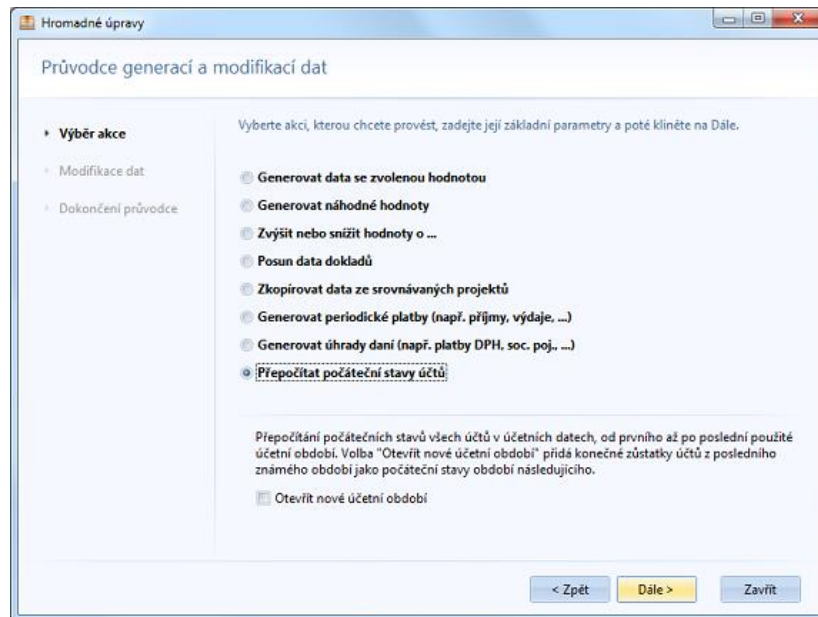 Hromadné úpravy
Průvodce generací a modifikací dat
Výběr akce
Modifikace dat
Dokončení průvodce
Vyberte akci, kterou chcete provést, zadejte její základní parametry a poté kliněte na Dále.
Generovat data se zvolenou hodnotou
Generovat náhodné hodnoty
Zvýšit nebo snížit hodnoty o ...
Posun data dokladů
Zkopírovat data ze srovnávaných projektů
Generovat periodické platby (např. příjmy, výdaje, ...)
Generovat úhrady daní (např. platby DPH, soc. poj., ...)
Přepočítat počáteční stavy účtů
Přepočítání počátečních stavů všech účtů v účetních datech, od prvního až po poslední použité
účetní období. Volba "Otevřít nové účetní období" přidá konečné zůstatky účtů z posledního
známého období jako počáteční stavy období následujícího.
Otevřít nové účetní období
< Zpět
Dále >
Zavřít